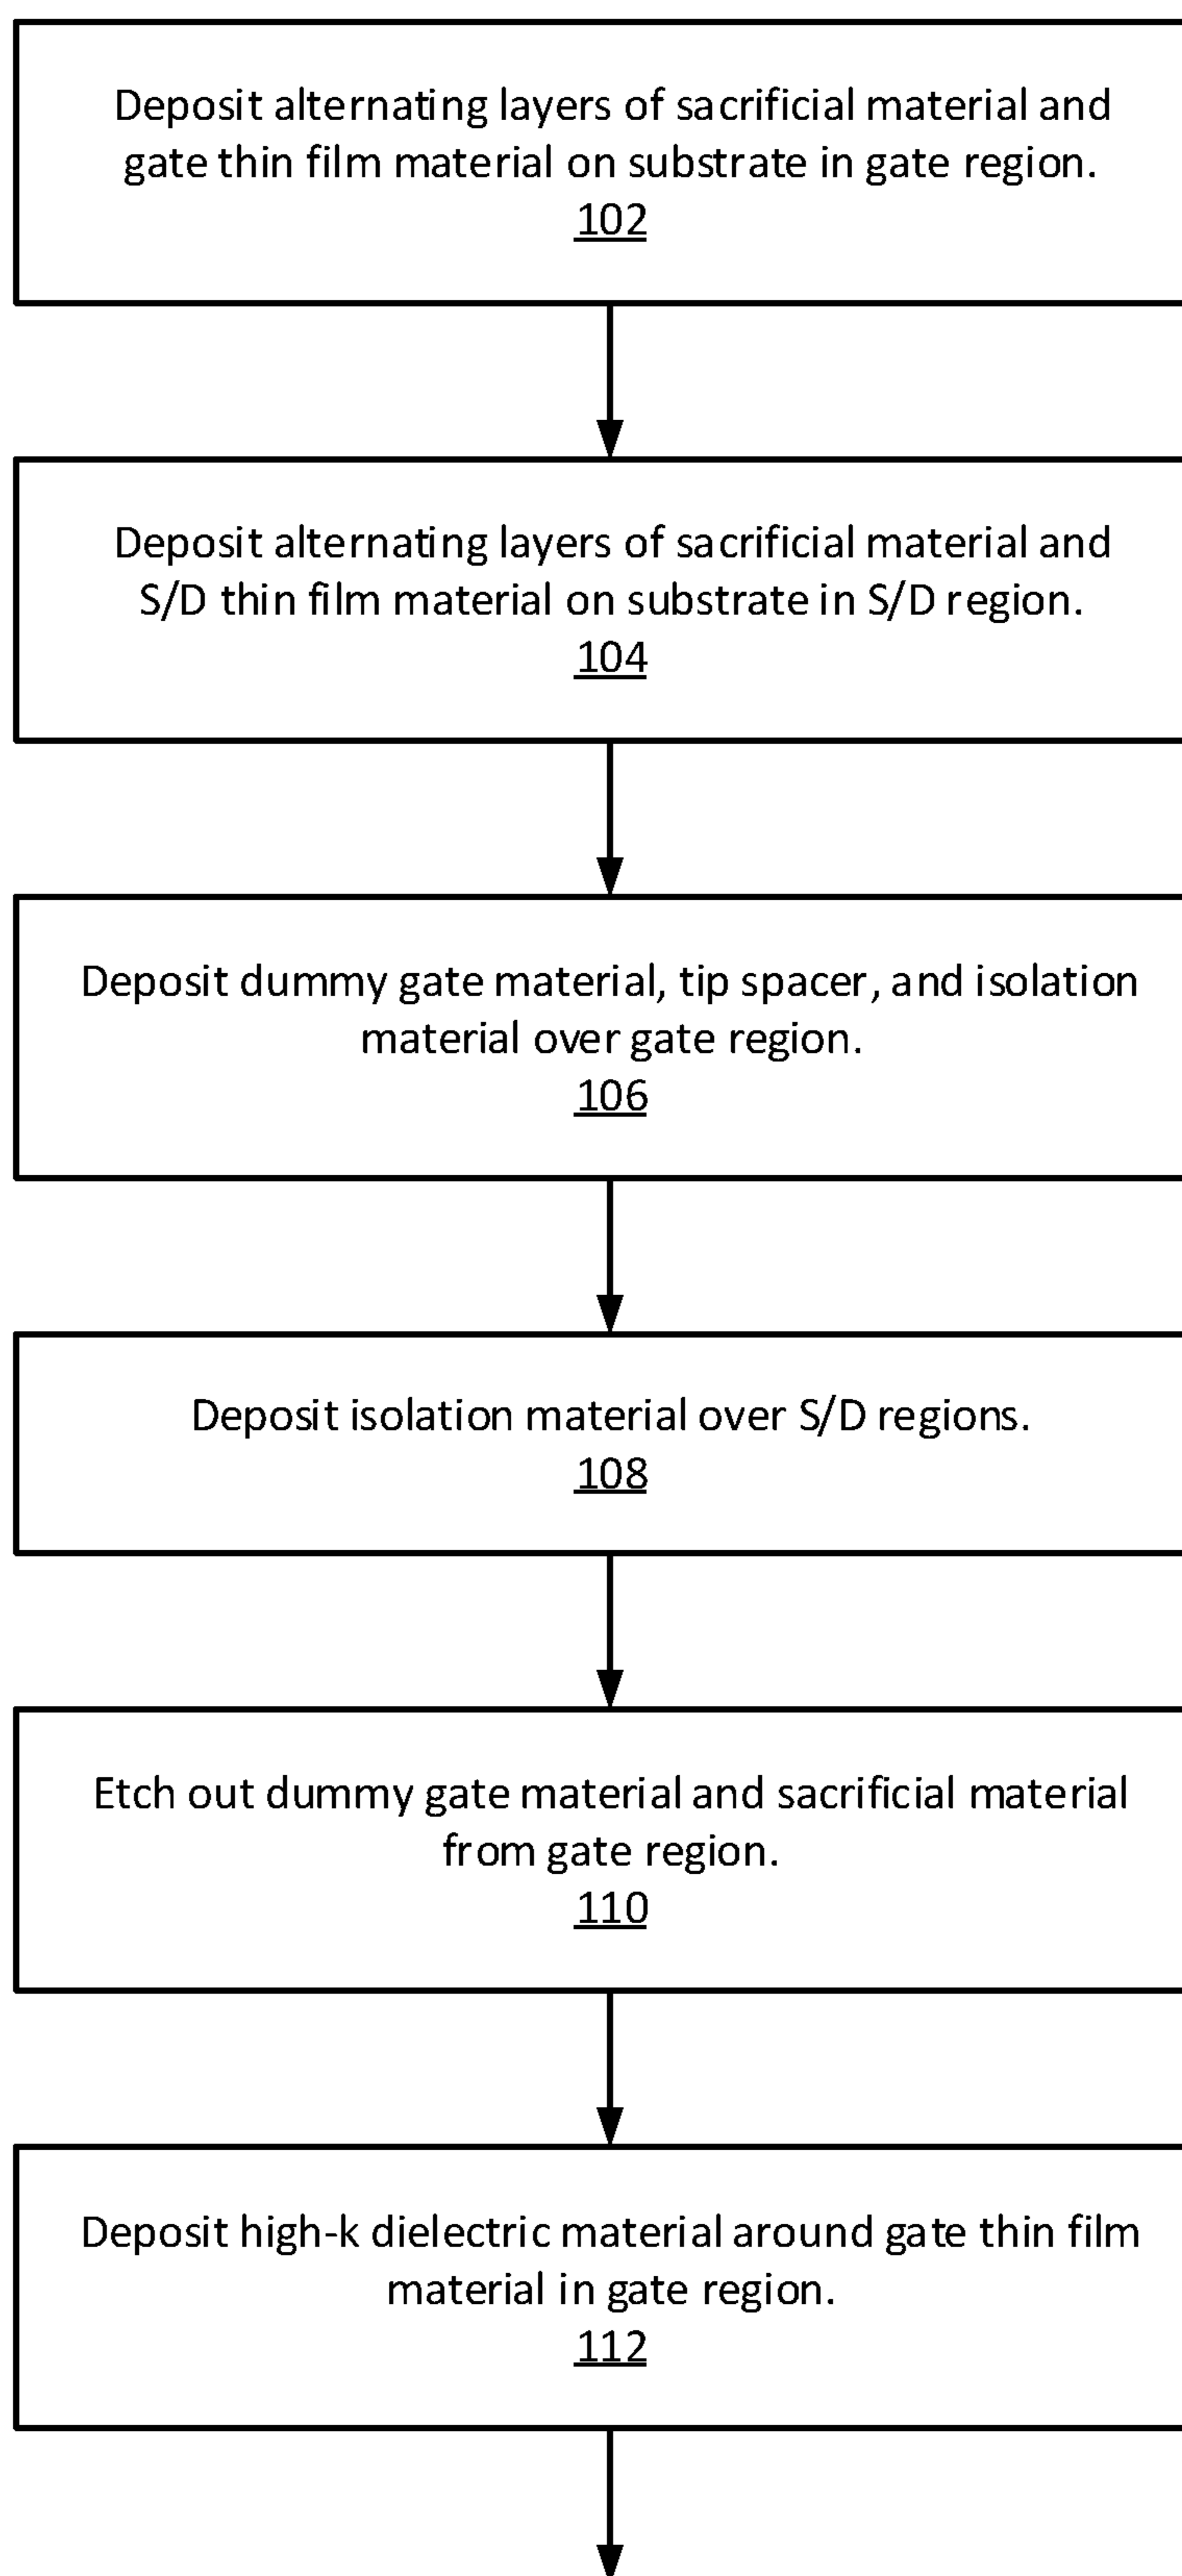 Deposit alternating layers of sacrificial material and
gate thin film material on substrate in gate region.
102
Deposit alternating layers of sacrificial material and
S/D thin film material on substrate in S/D region.
104
Deposit dummy gate material, tip spacer, and isolation
material over gate region.
106
Deposit isolation material over S/D regions.
108
Etch out dummy gate material and sacrificial material
from gate region.
110
Deposit high-k dielectric material around gate thin film
material in gate region.
112